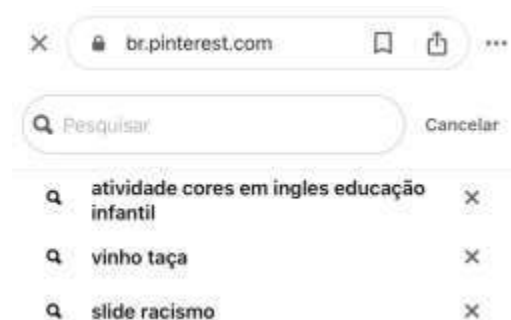 br.pinterest.com
Pesquisar
Cancelar
atividade cores em ingles educação
infantil
vinho taça
slide racismo